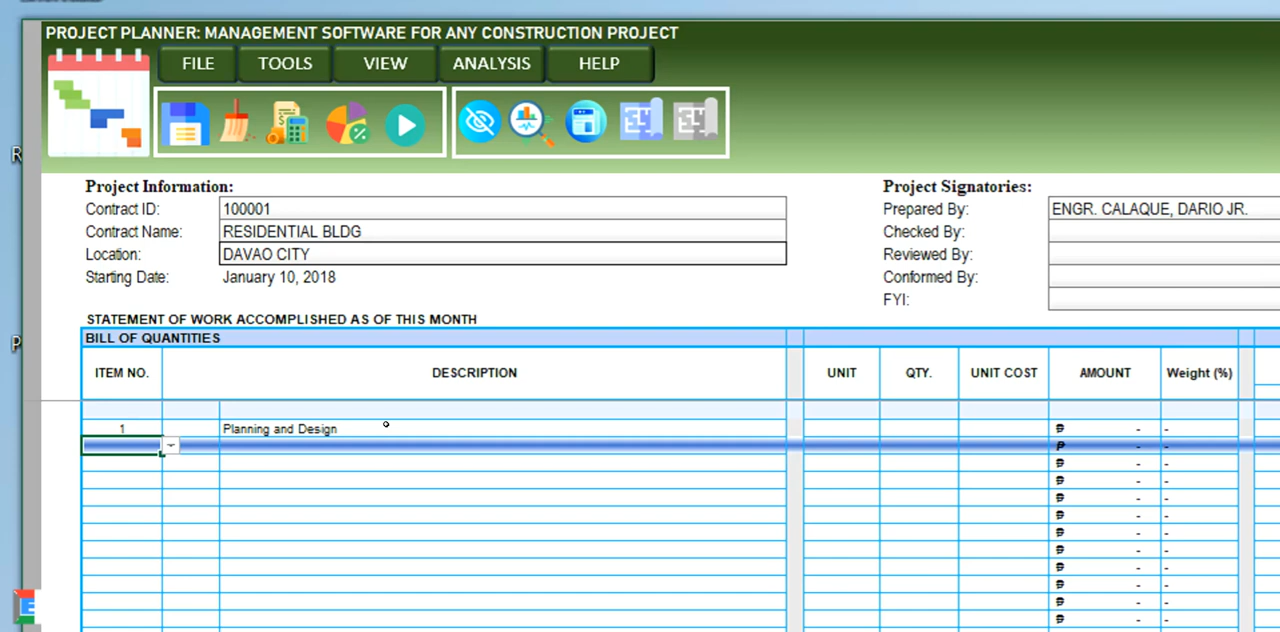 PROJECT PLANNER: MANAGEMENT SOFTWARE FOR ANY CONSTRUCTION PROJECT
FILE TOOLS VIEW ANALYSIS HELP
Project Information: Project Signatories:
Contract ID: 100001 Prepared By: ENGR. CALAQUE, DARIO JR.
Contract Name: RESIDENTIAL BLDG Checked By:
Location: DAVAO CITY Reviewed By:
Starting Date: January 10, 2018 Conformed By:
FYI:
STATEMENT OF WORK ACCOMPLISHED AS OF THIS MONTH
BILL OF QUANTITIES
ITEM NO. DESCRIPTION UNIT QTY. UNIT COST AMOUNT Weight (%)
1 Planning and Design ₱ - -
₱ - -
₱ - -
₱ - -
₱ - -
₱ - -
₱ - -
₱ - -
₱ - -
₱ - -
₱ - -
₱ - -